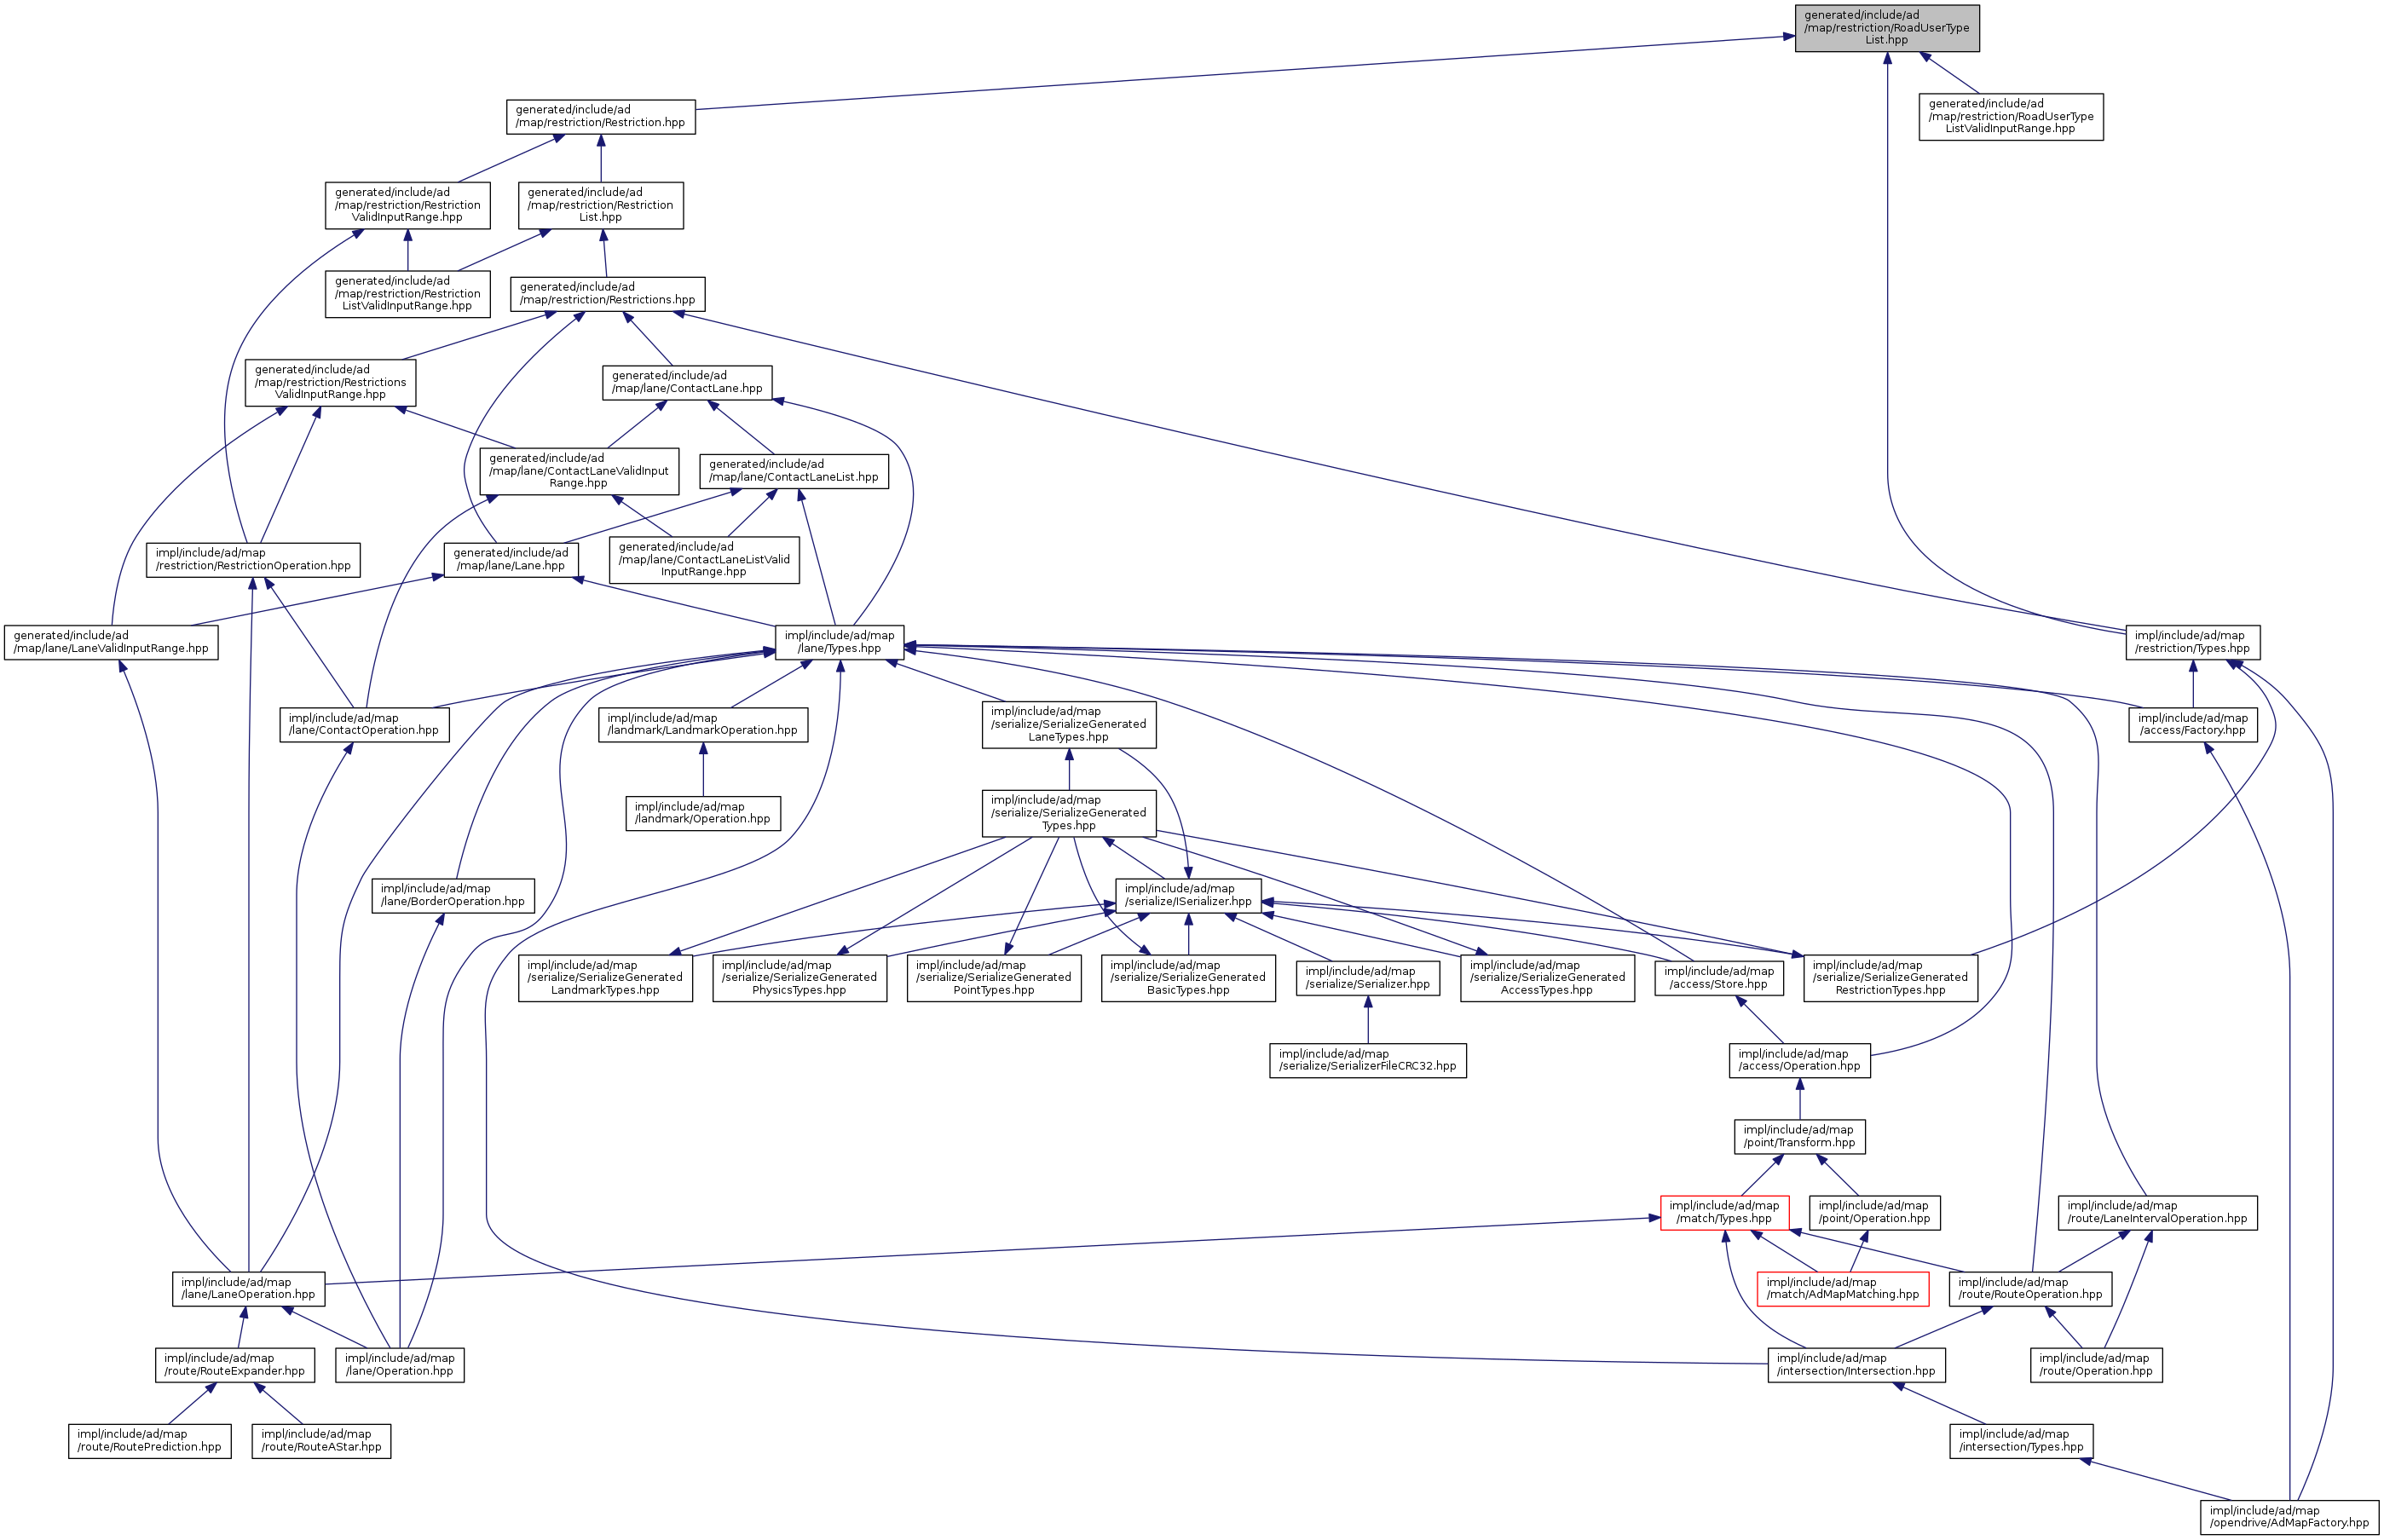 generated/include/ad
/map/restriction/RoadUserType
List.hpp
generated/include/ad
/map/restriction/Restriction.hpp
generated/include/ad
/map/restriction/RoadUserType
ListValidInputRange.hpp
generated/include/ad
/map/restriction/Restriction
ValidInputRange.hpp
generated/include/ad
/map/restriction/Restriction
List.hpp
generated/include/ad
/map/restriction/Restriction
ListValidInputRange.hpp
generated/include/ad
/map/restriction/Restrictions.hpp
generated/include/ad
/map/restriction/Restrictions
ValidInputRange.hpp
generated/include/ad
/map/lane/ContactLane.hpp
generated/include/ad
/map/lane/ContactLaneValidInput
Range.hpp
generated/include/ad
/map/lane/ContactLaneList.hpp
impl/include/ad/map
/restriction/RestrictionOperation.hpp
generated/include/ad
/map/lane/Lane.hpp
generated/include/ad
/map/lane/ContactLaneListValid
InputRange.hpp
generated/include/ad
/map/lane/LaneValidInputRange.hpp
impl/include/ad/map
/lane/Types.hpp
impl/include/ad/map
/restriction/Types.hpp
impl/include/ad/map
/lane/ContactOperation.hpp
impl/include/ad/map
/landmark/LandmarkOperation.hpp
impl/include/ad/map
/serialize/SerializeGenerated
LaneTypes.hpp
impl/include/ad/map
/access/Factory.hpp
impl/include/ad/map
/landmark/Operation.hpp
impl/include/ad/map
/serialize/SerializeGenerated
Types.hpp
impl/include/ad/map
/lane/BorderOperation.hpp
impl/include/ad/map
/serialize/ISerializer.hpp
impl/include/ad/map
/serialize/SerializeGenerated
LandmarkTypes.hpp
impl/include/ad/map
/serialize/SerializeGenerated
PhysicsTypes.hpp
impl/include/ad/map
/serialize/SerializeGenerated
PointTypes.hpp
impl/include/ad/map
/serialize/SerializeGenerated
BasicTypes.hpp
impl/include/ad/map
/serialize/Serializer.hpp
impl/include/ad/map
/serialize/SerializeGenerated
AccessTypes.hpp
impl/include/ad/map
/access/Store.hpp
impl/include/ad/map
/serialize/SerializeGenerated
RestrictionTypes.hpp
impl/include/ad/map
/serialize/SerializerFileCRC32.hpp
impl/include/ad/map
/access/Operation.hpp
impl/include/ad/map
/point/Transform.hpp
impl/include/ad/map
/match/Types.hpp
impl/include/ad/map
/point/Operation.hpp
impl/include/ad/map
/route/LaneIntervalOperation.hpp
impl/include/ad/map
/lane/LaneOperation.hpp
impl/include/ad/map
/match/AdMapMatching.hpp
impl/include/ad/map
/route/RouteOperation.hpp
impl/include/ad/map
/route/RouteExpander.hpp
impl/include/ad/map
/lane/Operation.hpp
impl/include/ad/map
/intersection/Intersection.hpp
impl/include/ad/map
/route/Operation.hpp
impl/include/ad/map
/route/RoutePrediction.hpp
impl/include/ad/map
/route/RouteAStar.hpp
impl/include/ad/map
/intersection/Types.hpp
impl/include/ad/map
/opendrive/AdMapFactory.hpp